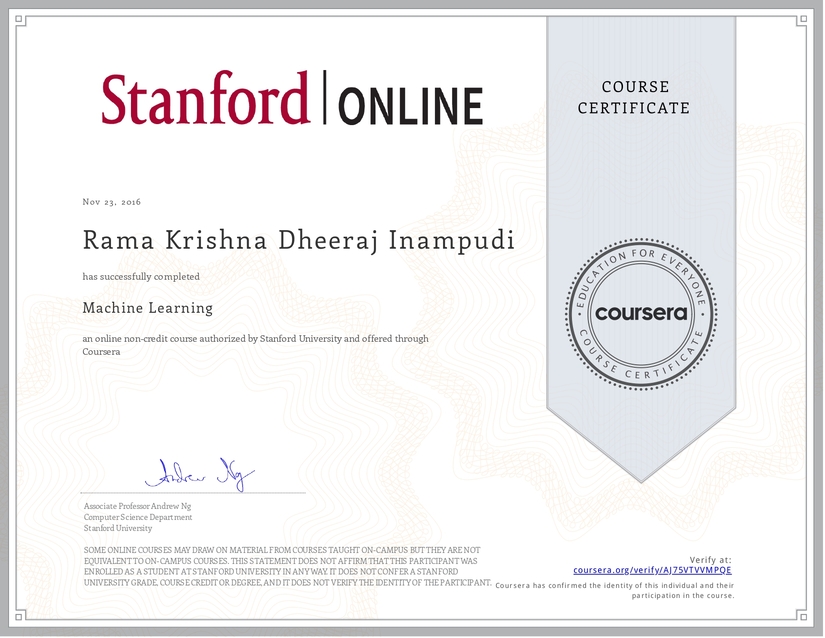 Stanford | ONLINE
COURSE
CERTIFICATE
Nov 23, 2016
Rama Krishna Dheeraj Inampudi
has successfully completed
Machine Learning
an online non-credit course authorized by Stanford University and offered through
Coursera
EDUCATION FOR EVERYONE
coursera
COURSE CERTIFICATE
Andrew Ng
Associate Professor Andrew Ng
Computer Science Department
Stanford University
SOME ONLINE COURSES MAY DRAW ON MATERIAL FROM COURSES TAUGHT ON-CAMPUS BUT THEY ARE NOT
EQUIVALENT TO ON-CAMPUS COURSES. THIS STATEMENT DOES NOT AFFIRM THAT THIS PARTICIPANT WAS
ENROLLED AS A STUDENT AT STANFORD UNIVERSITY IN ANY WAY. IT DOES NOT CONFER A STANFORD
UNIVERSITY GRADE, COURSE CREDIT OR DEGREE, AND IT DOES NOT VERIFY THE IDENTITY OF THE PARTICIPANT.
Verify at:
coursera.org/verify/AJ75VTVVMPQE
Coursera has confirmed the identity of this individual and their
participation in the course.